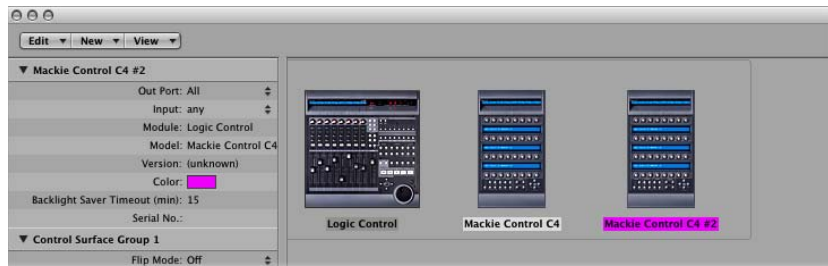 Edit New View
Mackie Control C4 #2
Out Port: All
Input: any
Module: Logic Control
Model: Mackie Control C4
Version: (unknown)
Color:
Backlight Saver Timeout (min): 15
Serial No.:
Control Surface Group 1
Flip Mode: Off
Logic Control
Mackie Control C4
Mackie Control C4 #2